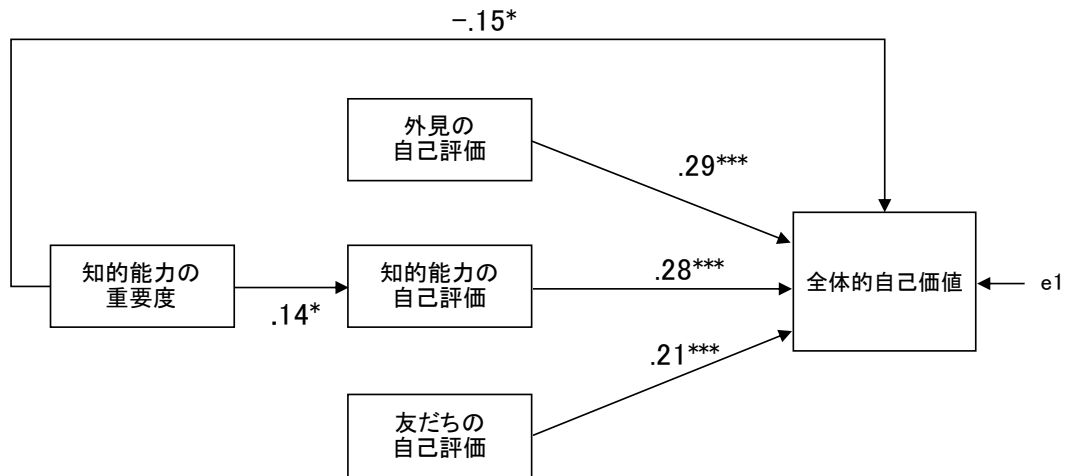 −.15*
外見の
自己評価
.29***
知的能力の
重要度
.14*
知的能力の
自己評価
.28***
全体的自己価値
e1
.21***
友だちの
自己評価